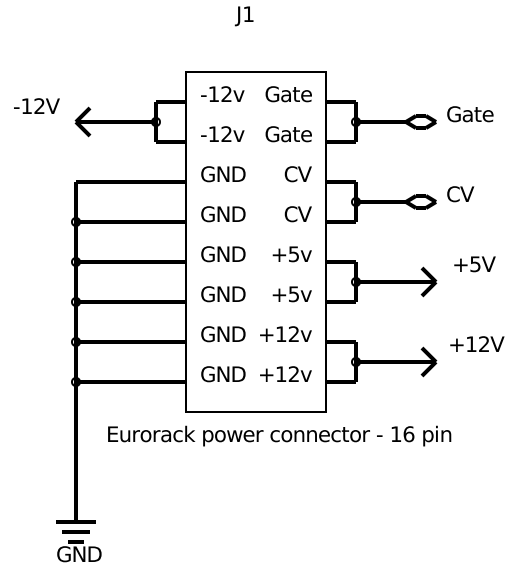 J1
-12V
-12v Gate
Gate
-12v Gate
GND CV
CV
GND CV
GND +5v
+5V
GND +5v
GND +12v
+12V
GND +12v
Eurorack power connector - 16 pin
GND